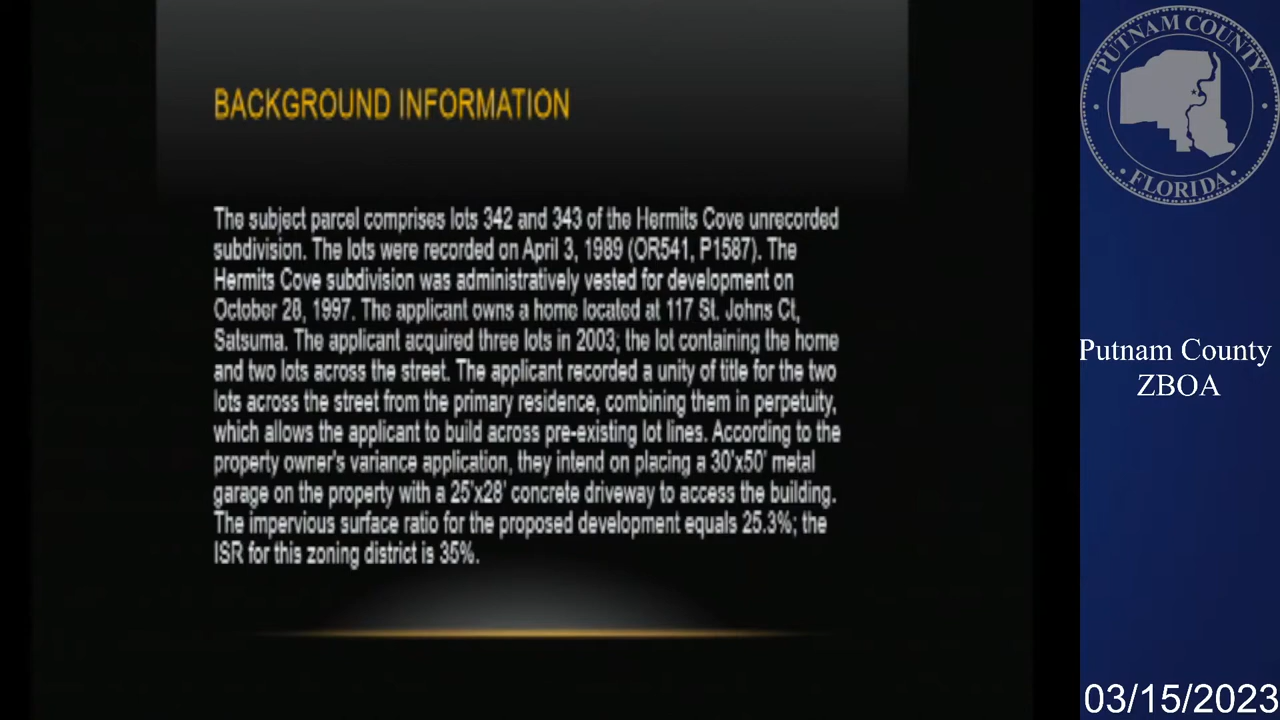 BACKGROUND INFORMATION
The subject parcel comprises lots 342 and 343 of the Hermits Cove unrecorded
subdivision. The lots were recorded on April 3, 1989 (OR541, P1587). The
Hermits Cove subdivision was administratively vested for development on
October 28, 1997. The applicant owns a home located at 117 St. Johns Ct,
Satsuma. The applicant acquired three lots in 2003; the lot containing the home
and two lots across the street. The applicant recorded a unity of title for the two
lots across the street from the primary residence, combining them in perpetuity,
which allows the applicant to build across pre-existing lot lines. According to the
property owner's variance application, they intend on placing a 30'x50' metal
garage on the property with a 25'x28' concrete driveway to access the building.
The impervious surface ratio for the proposed development equals 25.3%; the
ISR for this zoning district is 35%.
PUTNAM COUNTY
FLORIDA
Putnam County
ZBOA
03/15/2023